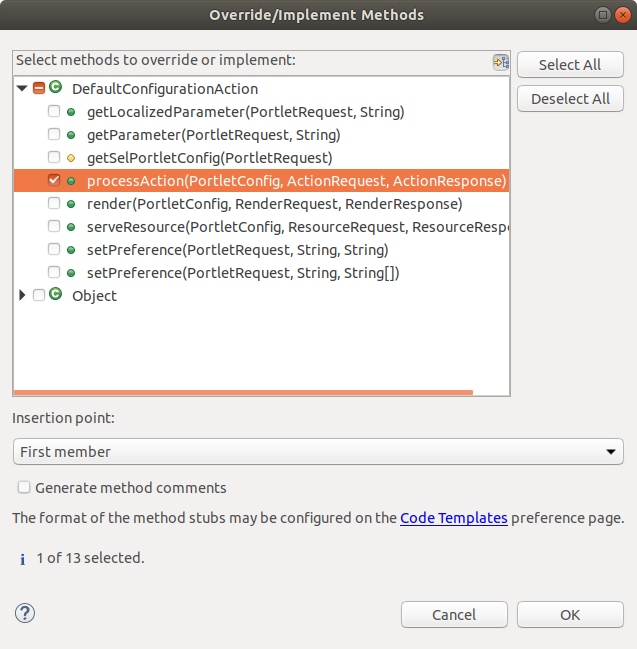 Override/Implement Methods
Select methods to override or implement:
Select All
Deselect All
DefaultConfigurationAction
getLocalizedParameter(PortletRequest, String)
getParameter(PortletRequest, String)
getSelPortletConfig(PortletRequest)
processAction(PortletConfig, ActionRequest, ActionResponse)
render(PortletConfig, RenderRequest, RenderResponse)
serveResource(PortletConfig, ResourceRequest, ResourceRespo
setPreference(PortletRequest, String, String)
setPreference(PortletRequest, String, String[])
Object
Insertion point:
First member
Generate method comments
The format of the method stubs may be configured on the Code Templates preference page.
1 of 13 selected.
Cancel
OK